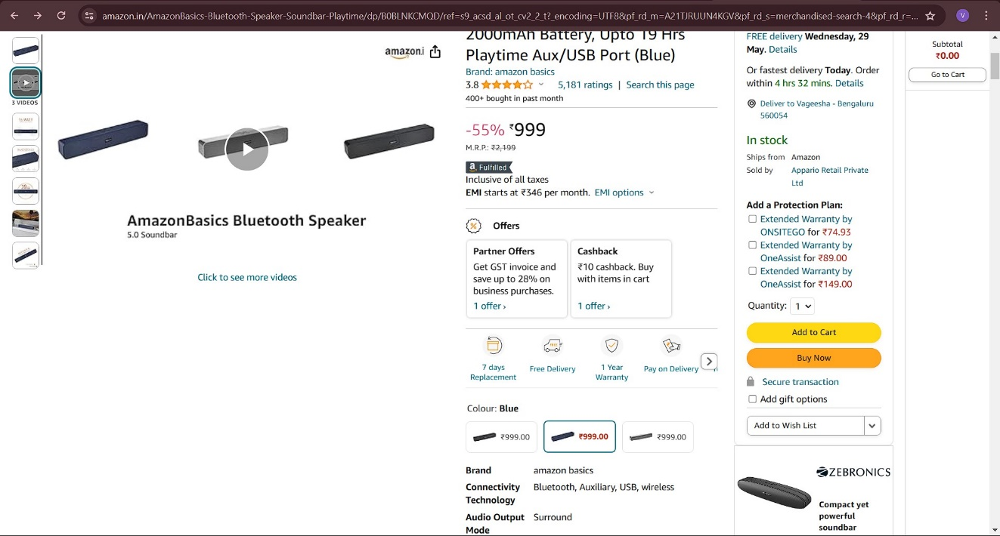 amazon.in/AmazonBasics-Bluetooth-Speaker-Soundbar-Playtime/dp/B0BLNKCMQD/ref=s9_acsd_al_ot_cv2_2_t?_encoding=UTF8&pf_rd_m=A21TJRUUN4KGV&pf_rd_s=merchandised-search-4&pf_rd_r=...
V
3 VIDEOS
amazon.i
AmazonBasics Bluetooth Speaker
5.0 Soundbar
Click to see more videos
2000mAh Battery, Upto 19 Hrs
Playtime Aux/USB Port (Blue)
Brand: amazon basics
3.8 5,181 ratings | Search this page
400+ bought in past month
-55% ₹999
M.R.P.: ₹2,199
a Fulfilled
Inclusive of all taxes
EMI starts at ₹346 per month. EMI options
Offers
Partner Offers
Get GST invoice and
save up to 28% on
business purchases.
1 offer ›
Cashback
₹10 cashback. Buy
with items in cart
1 offer ›
7 days
Replacement
Free Delivery
1 Year
Warranty
Pay on Delivery
Colour: Blue
₹999.00
₹999.00
₹999.00
Brand amazon basics
Connectivity Bluetooth, Auxiliary, USB, wireless
Technology
Audio Output Surround
Mode
FREE delivery Wednesday, 29
May. Details
Or fastest delivery Today. Order
within 4 hrs 32 mins. Details
Deliver to Vageesha - Bengaluru
560054
In stock
Ships from Amazon
Sold by Appario Retail Private
Ltd
Add a Protection Plan:
Extended Warranty by
ONSITEGO for ₹74.93
Extended Warranty by
OneAssist for ₹89.00
Extended Warranty by
OneAssist for ₹149.00
Quantity: 1
Add to Cart
Buy Now
Secure transaction
Add gift options
Add to Wish List
ZEBRONICS
Compact yet
powerful
soundbar
Subtotal
₹0.00
Go to Cart